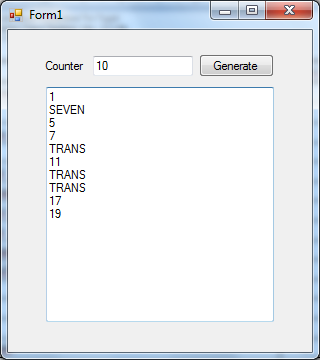 Form1
Counter 10 Generate
1
SEVEN
5
7
TRANS
11
TRANS
TRANS
17
19